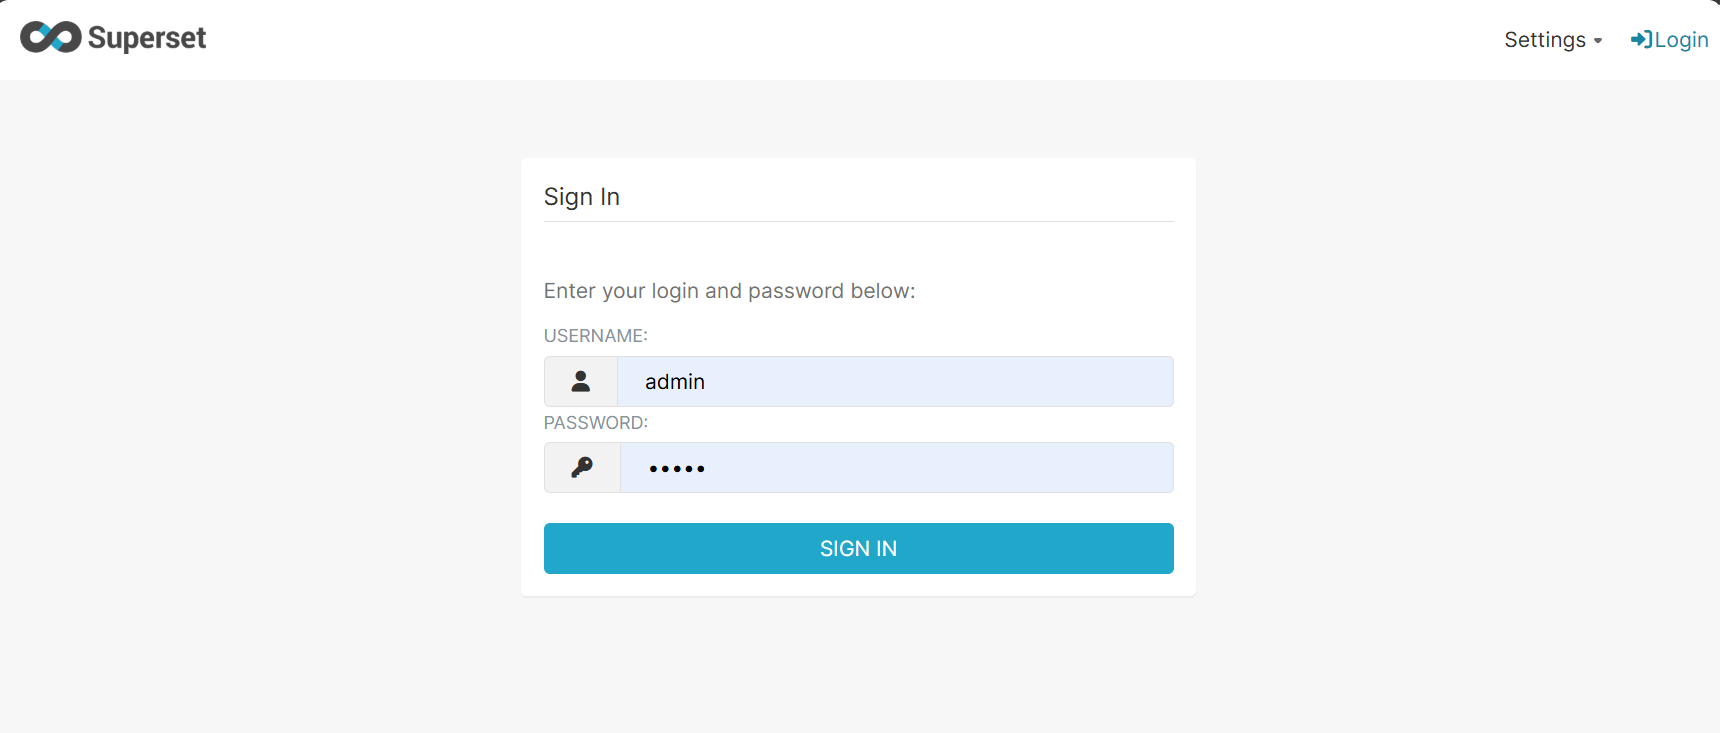 Superset
Settings
Login
Sign In
Enter your login and password below:
USERNAME:
admin
PASSWORD:
•••••
SIGN IN